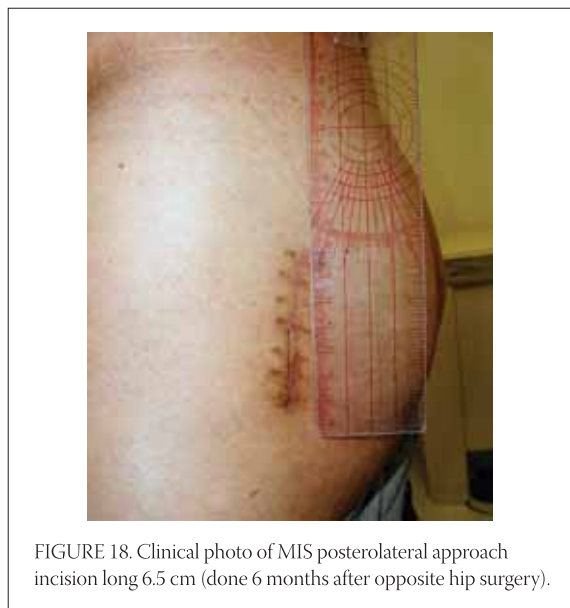 FIGURE 18. Clinical photo of MIS posterolateral approach
incision long 6.5 cm (done 6 months after opposite hip surgery).